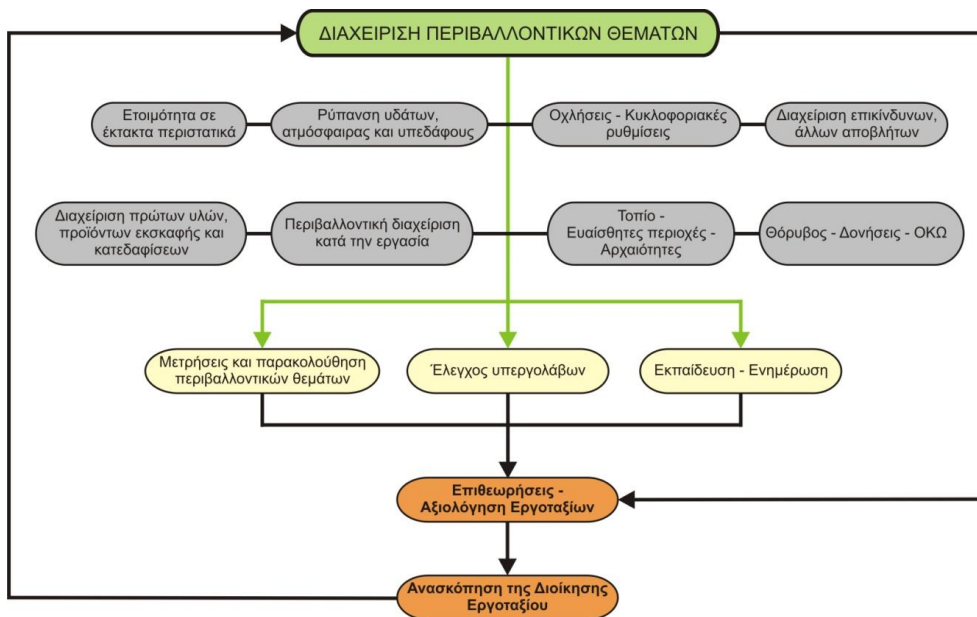 ΔΙΑΧΕΙΡΙΣΗ ΠΕΡΙΒΑΛΛΟΝΤΙΚΩΝ ΘΕΜΑΤΩΝ
Ετοιμότητα σε
έκτακτα περιστατικά
Ρύπανση υδάτων,
ατμόσφαιρας και υπεδάφους
Οχλήσεις - Κυκλοφοριακές
ρυθμίσεις
Διαχείριση επικίνδυνων,
άλλων αποβλήτων
Διαχείριση πρώτων υλών,
προϊόντων εκσκαφής και
κατεδαφίσεων
Περιβαλλοντική διαχείριση
κατά την εργασία
Τοπίο -
Ευαίσθητες περιοχές -
Αρχαιότητες
Θόρυβος - Δονήσεις - ΟΚΩ
Μετρήσεις και παρακολούθηση
περιβαλλοντικών θεμάτων
Έλεγχος υπεργολάβων
Εκπαίδευση - Ενημέρωση
Επιθεωρήσεις -
Αξιολόγηση Εργοταξίων
Ανασκόπηση της Διοίκησης
Εργοταξίου